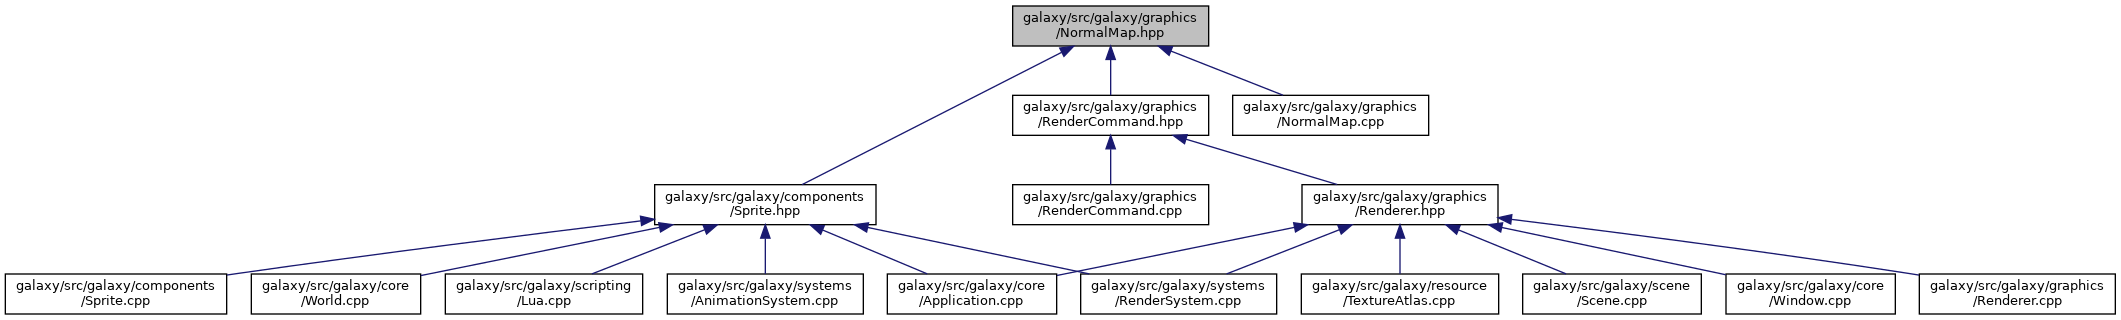 galaxy/src/galaxy/graphics
/NormalMap.hpp
galaxy/src/galaxy/graphics
/RenderCommand.hpp
galaxy/src/galaxy/graphics
/NormalMap.cpp
galaxy/src/galaxy/components
/Sprite.hpp
galaxy/src/galaxy/graphics
/RenderCommand.cpp
galaxy/src/galaxy/graphics
/Renderer.hpp
galaxy/src/galaxy/components
/Sprite.cpp
galaxy/src/galaxy/core
/World.cpp
galaxy/src/galaxy/scripting
/Lua.cpp
galaxy/src/galaxy/systems
/AnimationSystem.cpp
galaxy/src/galaxy/core
/Application.cpp
galaxy/src/galaxy/systems
/RenderSystem.cpp
galaxy/src/galaxy/resource
/TextureAtlas.cpp
galaxy/src/galaxy/scene
/Scene.cpp
galaxy/src/galaxy/core
/Window.cpp
galaxy/src/galaxy/graphics
/Renderer.cpp